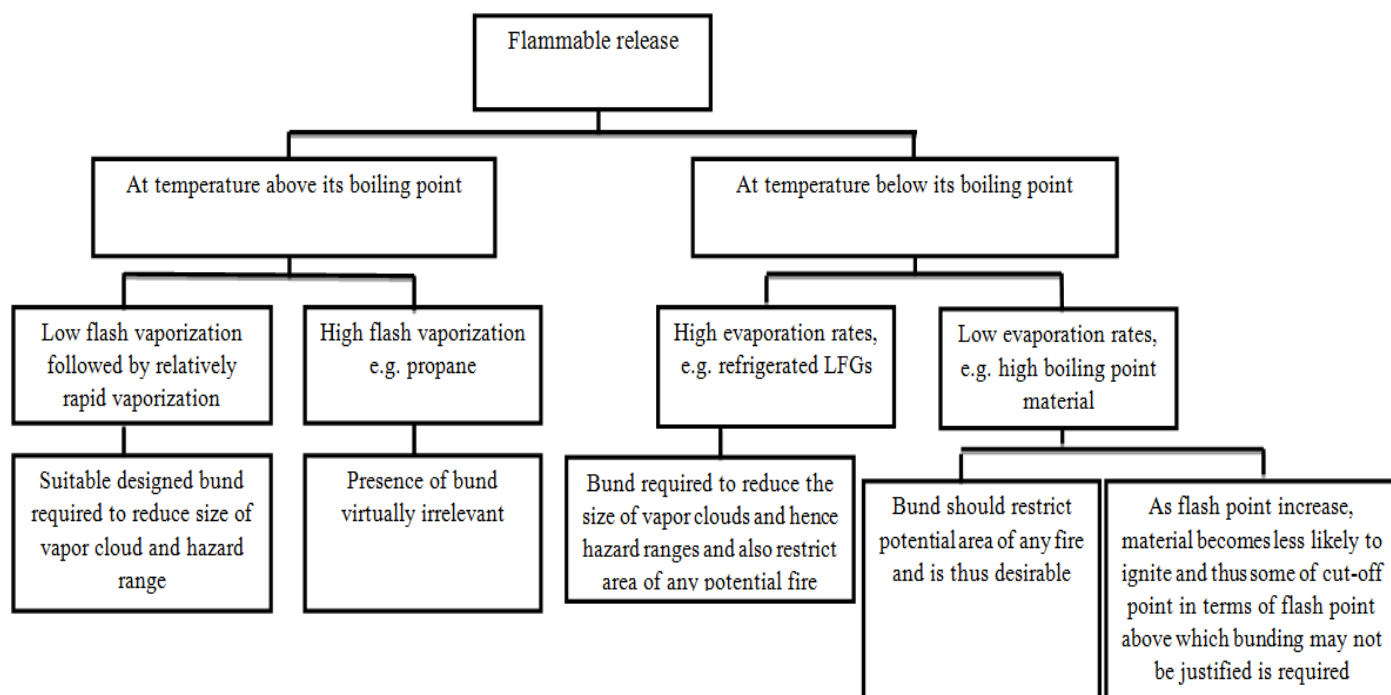 Flammable release
At temperature above its boiling point
At temperature below its boiling point
Low flash vaporization
followed by relatively
rapid vaporization
High flash vaporization
e.g. propane
High evaporation rates,
e.g. refrigerated LFGs
Low evaporation rates,
e.g. high boiling point
material
Suitable designed bund
required to reduce size of
vapor cloud and hazard
range
Presence of bund
virtually irrelevant
Bund required to reduce the
size of vapor clouds and hence
hazard ranges and also restrict
area of any potential fire
Bund should restrict
potential area of any fire
and is thus desirable
As flash point increase,
material becomes less likely to
ignite and thus some of cut-off
point in terms of flash point
above which bunding may not
be justified is required